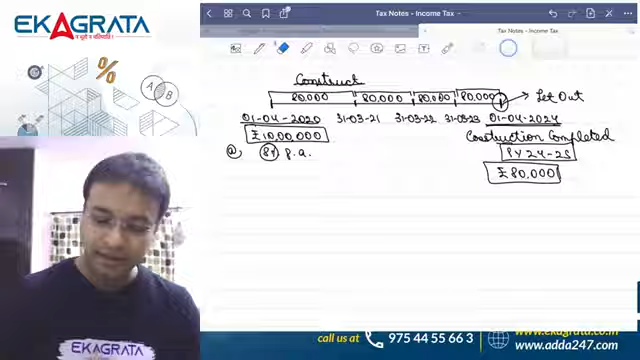 EKAGRATA
Tax Notes - Income Tax
Tax Notes - Income Tax
%
A
B
Construct
80,000 80,000 80,000 80,000
Let Out
01-04-2020 31-03-21 31-03-22 31-03-23 01-04-2024
₹10,00,000
Construction Completed
@ 8% p.a.
PY 24-25
₹80,000
EKAGRATA
call us at 975 44 55 66 3
www.ekagrata.com
www.adda247.com